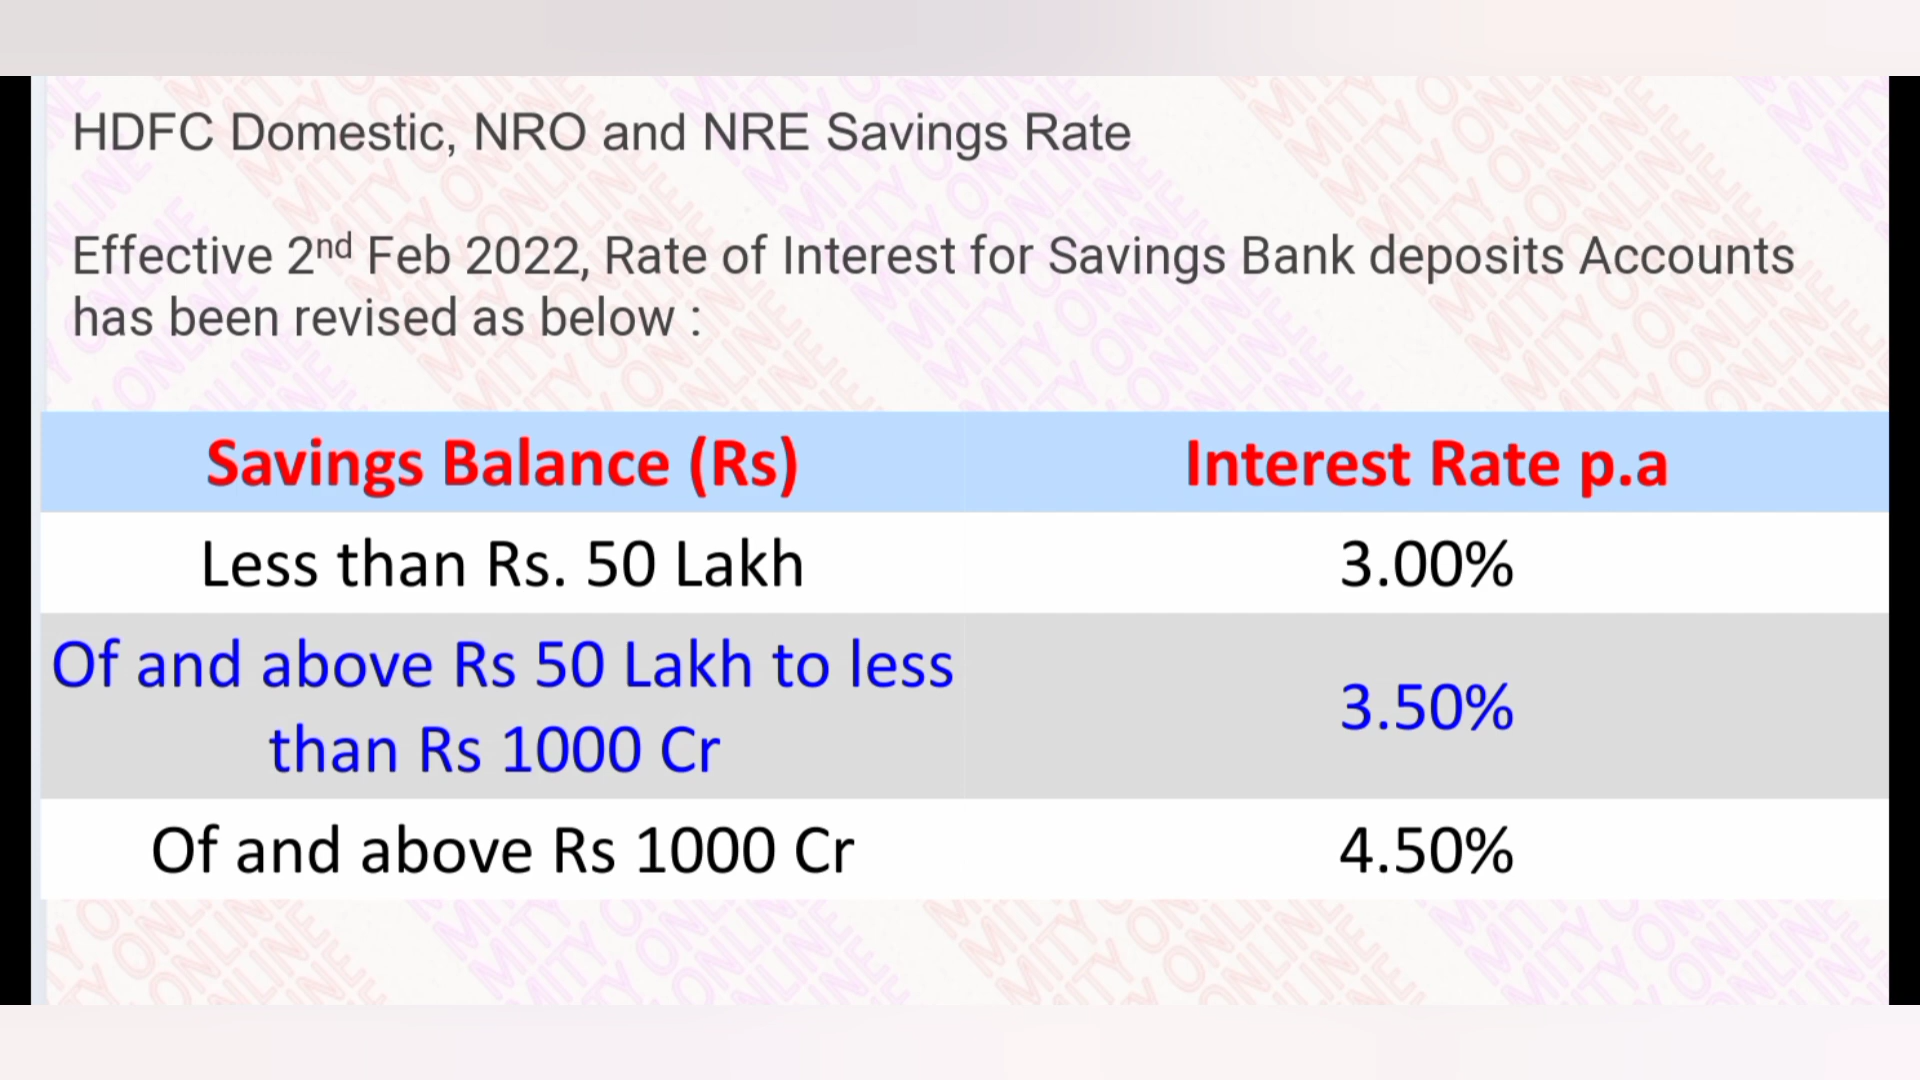 HDFC Domestic, NRO and NRE Savings Rate
Effective 2nd Feb 2022, Rate of Interest for Savings Bank deposits Accounts
has been revised as below :
Savings Balance (Rs) Interest Rate p.a
Less than Rs. 50 Lakh 3.00%
Of and above Rs 50 Lakh to less
than Rs 1000 Cr 3.50%
Of and above Rs 1000 Cr 4.50%
MITY ONLINE